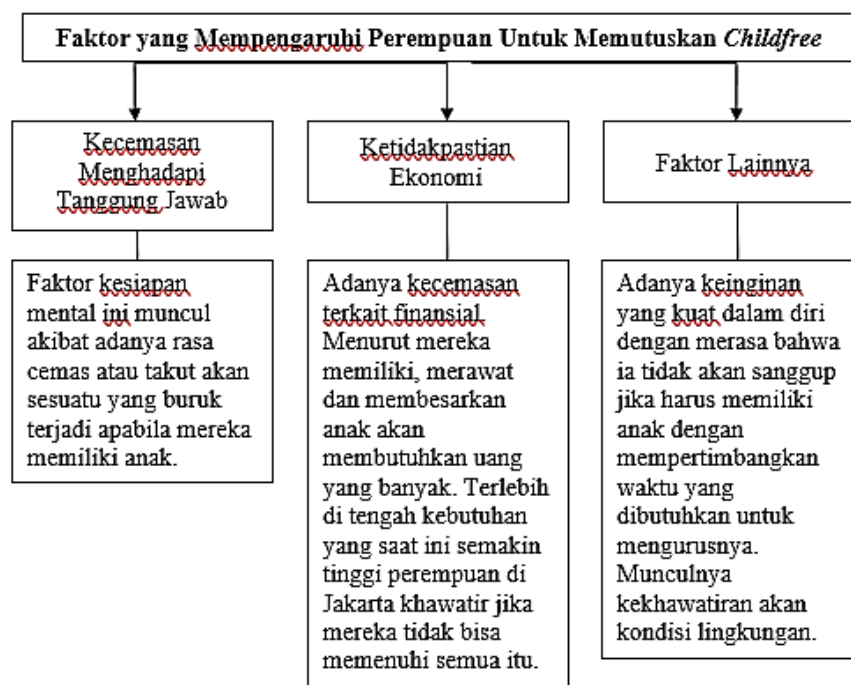 Faktor yang Mempengaruhi Perempuan Untuk Memutuskan Childfree
Kecemasan
Menghadapi
Tanggung Jawab
Faktor kesiapan
mental ini muncul
akibat adanya rasa
cemas atau takut akan
sesuatu yang buruk
terjadi apabila mereka
memiliki anak.
Ketidakpastian
Ekonomi
Adanya kecemasan
terkait finansial
Menurut mereka
memiliki, merawat
dan membesarkan
anak akan
membutuhkan uang
yang banyak. Terlebih
di tengah kebutuhan
yang saat ini semakin
tinggi perempuan di
Jakarta khawatir jika
mereka tidak bisa
memenuhi semua itu.
Faktor Lainnya
Adanya keinginan
yang kuat dalam diri
dengan merasa bahwa
ia tidak akan sanggup
jika harus memiliki
anak dengan
mempertimbangkan
waktu yang
dibutuhkan untuk
mengurusnya.
Munculnya
kekhawatiran akan
kondisi lingkungan.